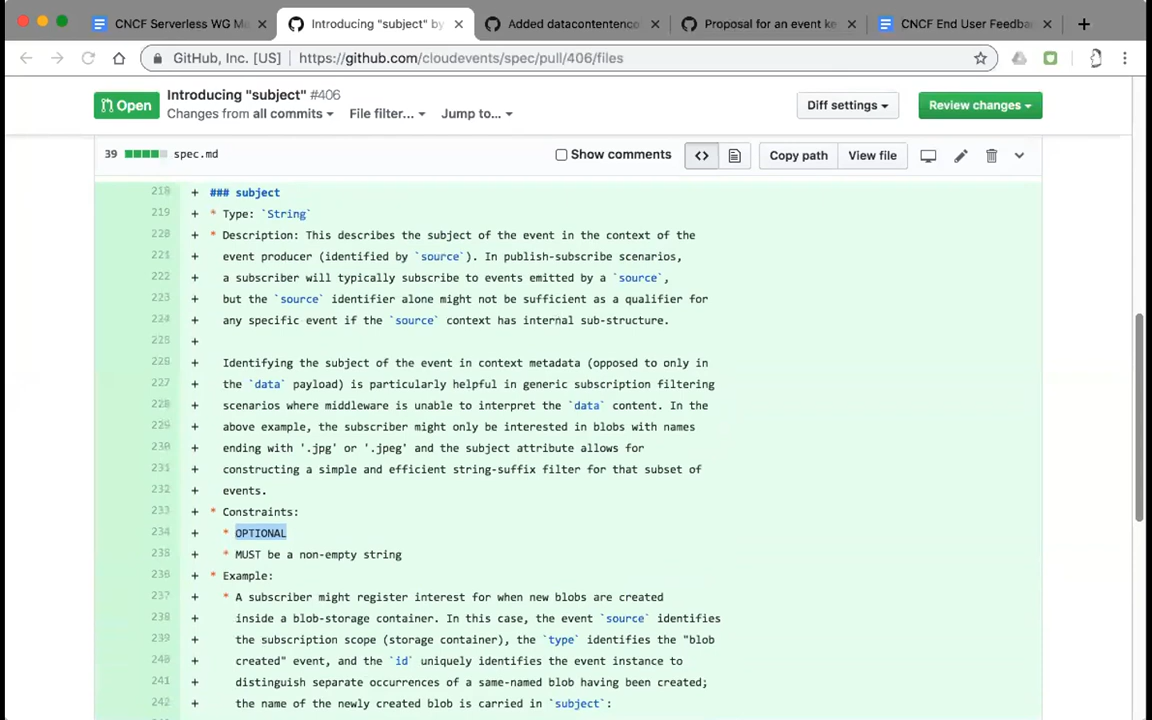 CNCF Serverless WG M
Introducing "subject" by
Added datacontentenco
Proposal for an event k
CNCF End User Feedba
GitHub, Inc. [US] https://github.com/cloudevents/spec/pull/406/files
Open Introducing "subject" #406
Changes from all commits File filter... Jump to...
Diff settings Review changes
39 spec.md Show comments Copy path View file
218 + ### subject
219 + * Type: `String`
220 + * Description: This describes the subject of the event in the context of the
221 + event producer (identified by `source`). In publish-subscribe scenarios,
222 + a subscriber will typically subscribe to events emitted by a `source`,
223 + but the `source` identifier alone might not be sufficient as a qualifier for
224 + any specific event if the `source` context has internal sub-structure.
225 +
226 + Identifying the subject of the event in context metadata (opposed to only in
227 + the `data` payload) is particularly helpful in generic subscription filtering
228 + scenarios where middleware is unable to interpret the `data` content. In the
229 + above example, the subscriber might only be interested in blobs with names
230 + ending with '.jpg' or '.jpeg' and the subject attribute allows for
231 + constructing a simple and efficient string-suffix filter for that subset of
232 + events.
233 + * Constraints:
234 + * OPTIONAL
235 + * MUST be a non-empty string
236 + * Example:
237 + * A subscriber might register interest for when new blobs are created
238 + inside a blob-storage container. In this case, the event `source` identifies
239 + the subscription scope (storage container), the `type` identifies the "blob
240 + created" event, and the `id` uniquely identifies the event instance to
241 + distinguish separate occurrences of a same-named blob having been created;
242 + the name of the newly created blob is carried in `subject`: